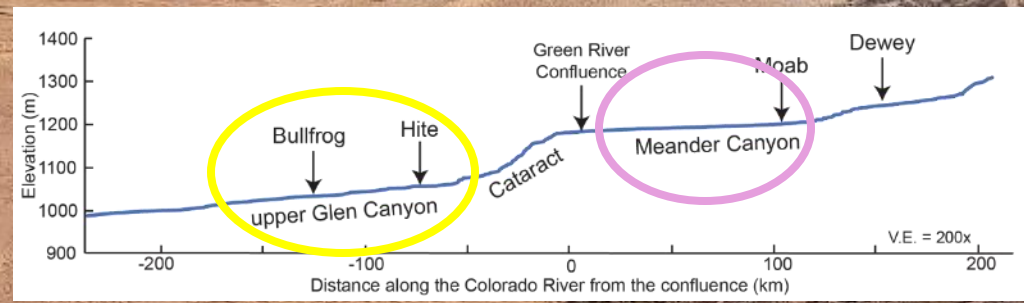 1400
1300
1200
1100
1000
900
Elevation (m)
Bullfrog
Hite
upper Glen Canyon
Cataract
Green River
Confluence
Meander Canyon
Moab
Dewey
V.E. = 200x
-200
-100
0
100
200
Distance along the Colorado River from the confluence (km)